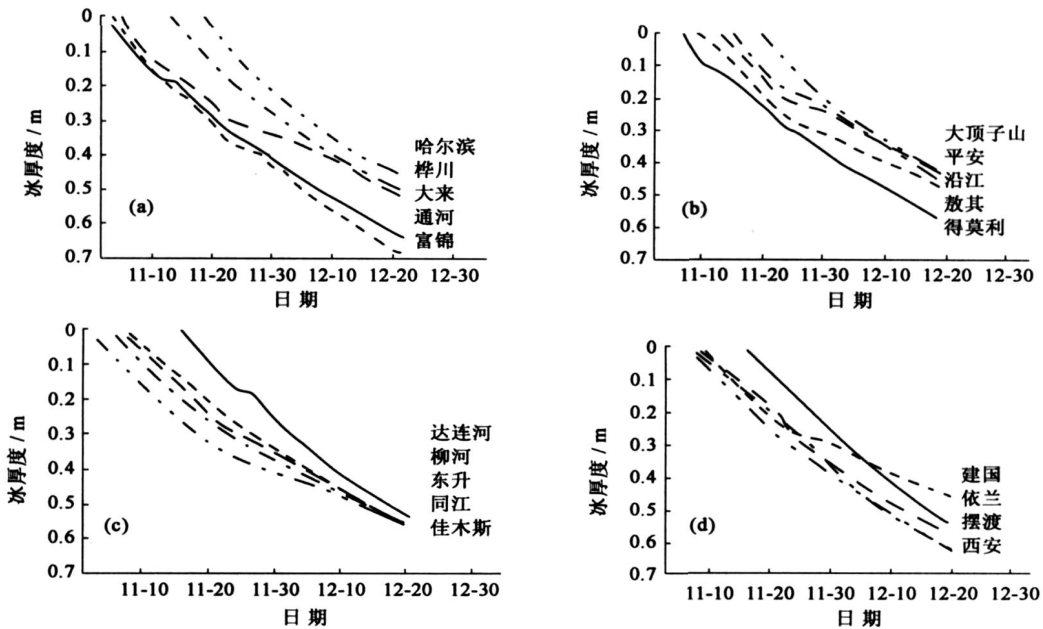 0
0.1
0.2
0.3
0.4
0.5
0.6
0.7
冰厚度 / m
(a)
哈尔滨
桦川
大来
通河
富锦
11-10 11-20 11-30 12-10 12-20 12-30
日 期
0
0.1
0.2
0.3
0.4
0.5
0.6
0.7
冰厚度 / m
(b)
大顶子山
平安
沿江
敖其
得莫利
11-10 11-20 11-30 12-10 12-20 12-30
日 期
0
0.1
0.2
0.3
0.4
0.5
0.6
0.7
冰厚度 / m
(c)
达连河
柳河
东升
同江
佳木斯
11-10 11-20 11-30 12-10 12-20
日 期
0
0.1
0.2
0.3
0.4
0.5
0.6
0.7
冰厚度 / m
(d)
建国
依兰
摆渡
西安
11-10 11-20 11-30 12-10 12-20 12-30
日 期